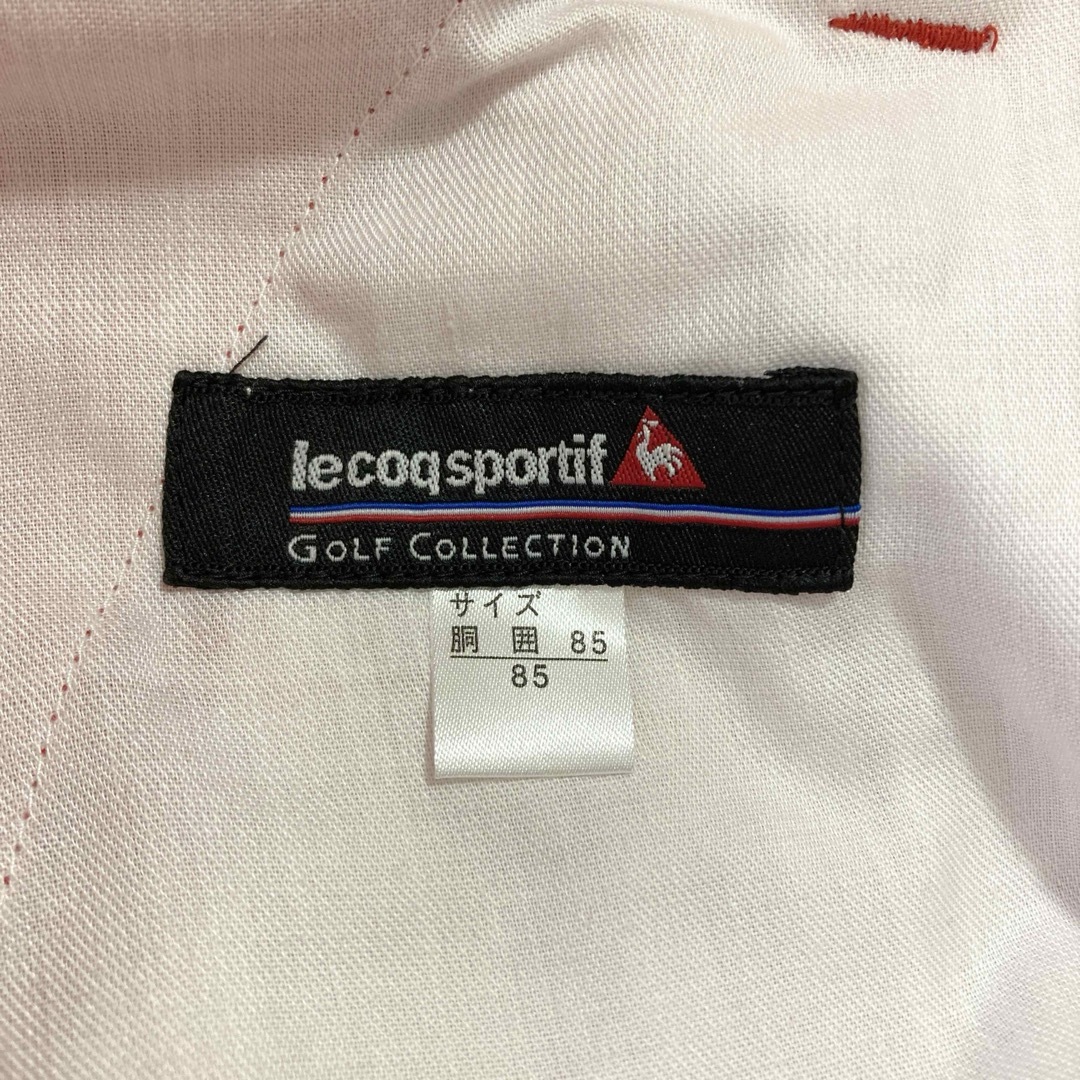 lecoqsportif
GOLF COLLECTION
サイズ
胴 囲 85
85